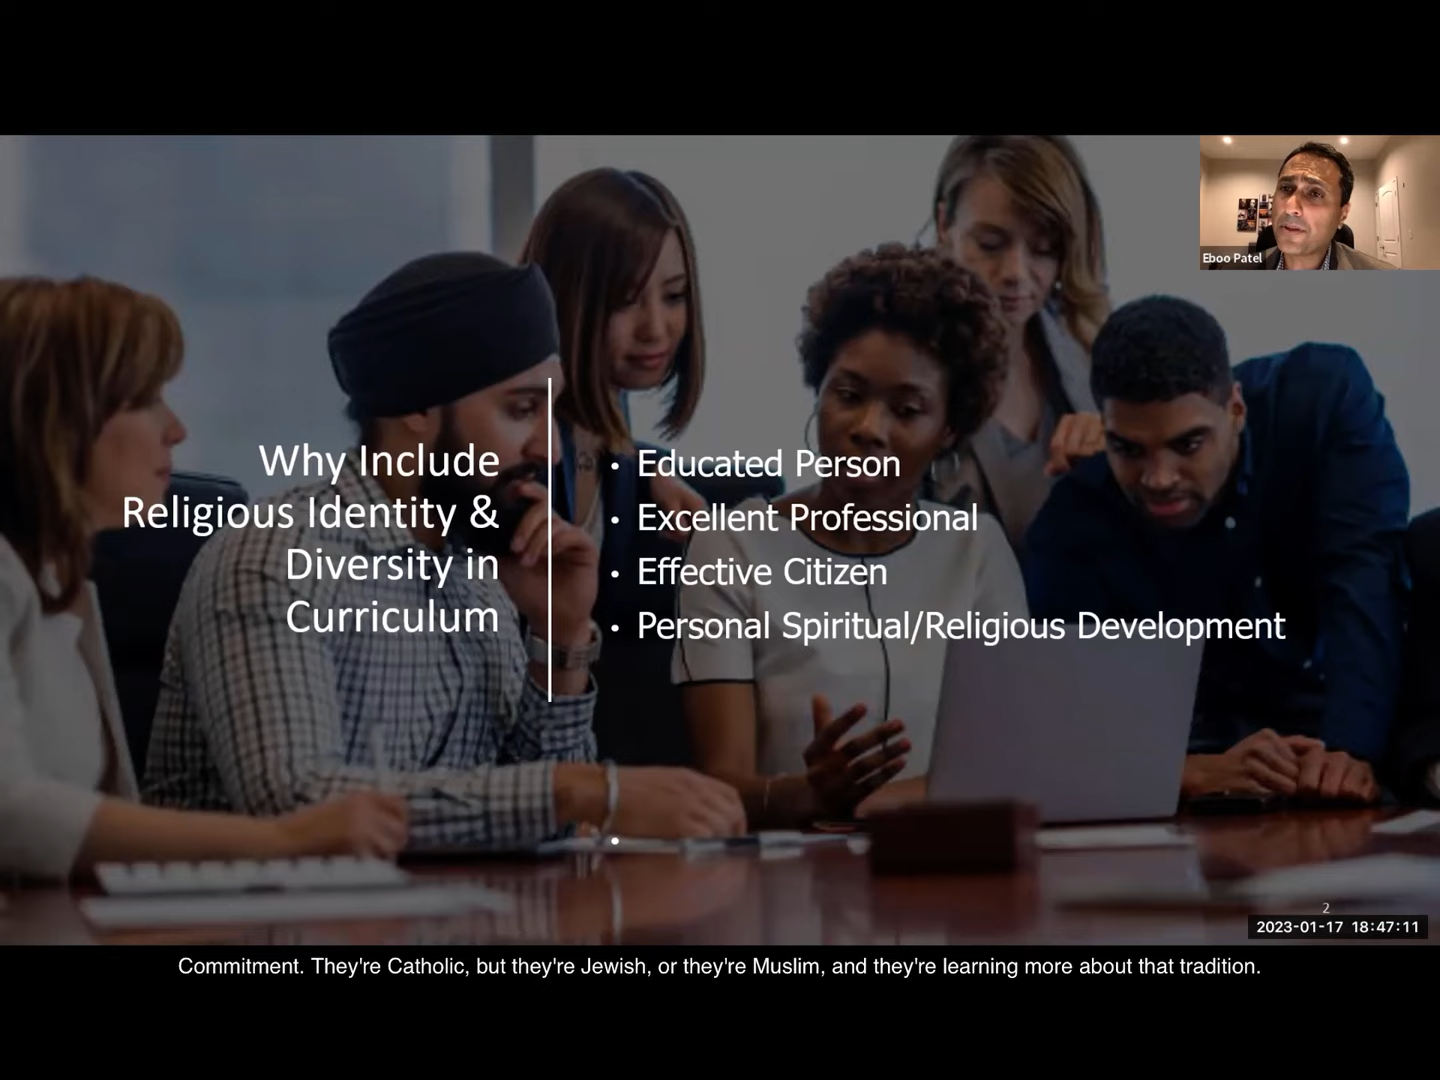 Eboo Patel
Why Include
Religious Identity &
Diversity in
Curriculum
• Educated Person
• Excellent Professional
• Effective Citizen
• Personal Spiritual/Religious Development
•
2
2023-01-17 18:47:11
Commitment. They're Catholic, but they're Jewish, or they're Muslim, and they're learning more about that tradition.